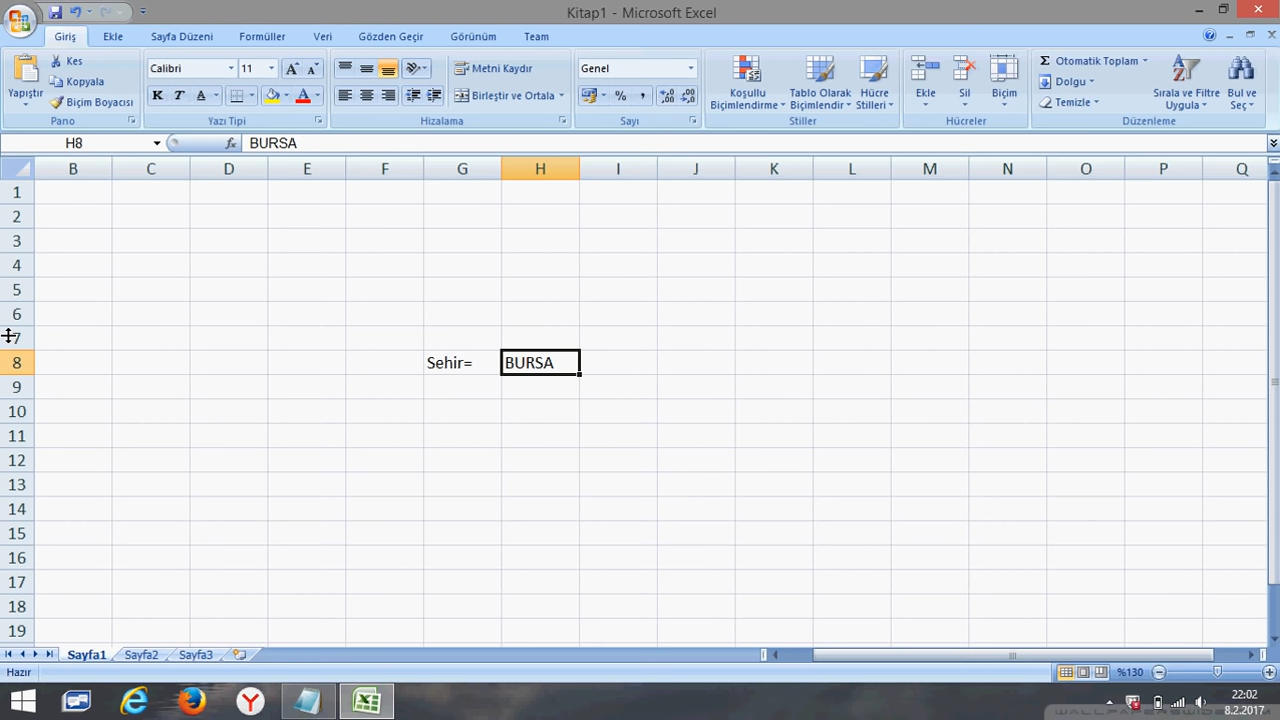 Kitap1 - Microsoft Excel
Giriş Ekle Sayfa Düzeni Formüller Veri Gözden Geçir Görünüm Team
Yapıştır
Kes
Kopyala
Biçim Boyacısı
Pano
Calibri 11
K T A
Yazı Tipi
Metni Kaydır
Birleştir ve Ortala
Hizalama
Genel
% , ,00
Sayı
Koşullu Biçimlendirme
Tablo Olarak Biçimlendir
Hücre Stilleri
Stiller
Ekle Sil Biçim
Hücreler
Σ Otomatik Toplam
Dolgu
Temizle
Sırala ve Filtre Uygula
Bul ve Seç
Düzenleme
H8 fx BURSA
B C D E F G H I J K L M N O P Q
1
2
3
4
5
6
7
8 Sehir= BURSA
9
10
11
12
13
14
15
16
17
18
19
Sayfa1 Sayfa2 Sayfa3
Hazır %130
22:02
8.2.2017